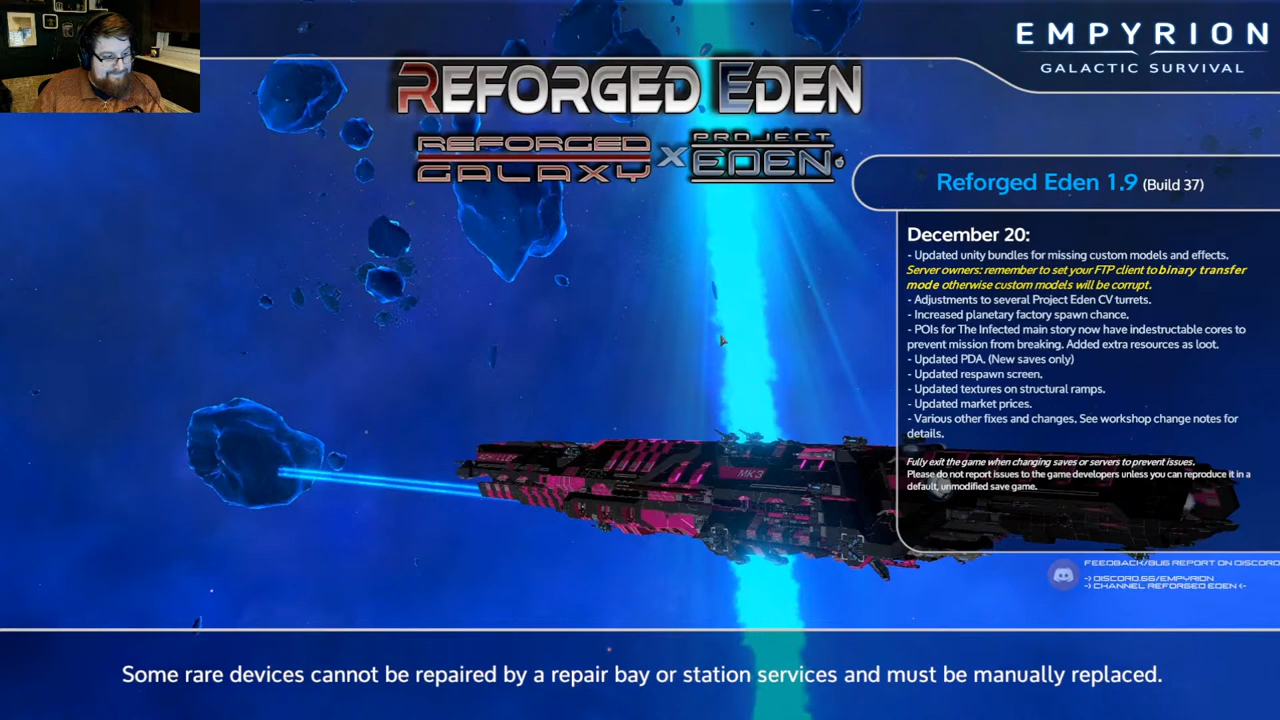 EMPYRION
GALACTIC SURVIVAL
REFORGED EDEN
REFORGED GALAXY X PROJECT EDEN
Reforged Eden 1.9 (Build 37)
December 20:
- Updated unity bundles for missing custom models and effects.
Server owners: remember to set your FTP client to binary transfer
mode otherwise custom models will be corrupt.
- Adjustments to several Project Eden CV turrets.
- Increased planetary factory spawn chance.
- POIs for The Infected main story now have indestructable cores to
prevent mission from breaking. Added extra resources as loot.
- Updated PDA. (New saves only)
- Updated respawn screen.
- Updated textures on structural ramps.
- Updated market prices.
- Various other fixes and changes. See workshop change notes for
details.
Fully exit the game when changing saves or servers to prevent issues.
Please do not report issues to the game developers unless you can reproduce it in a
default, unmodified save game.
MK3
FEEDBACK/BUG REPORT ON DISCORD
-> DISCORD.GG/EMPYRION
-> CHANNEL REFORGED EDEN <-
Some rare devices cannot be repaired by a repair bay or station services and must be manually replaced.